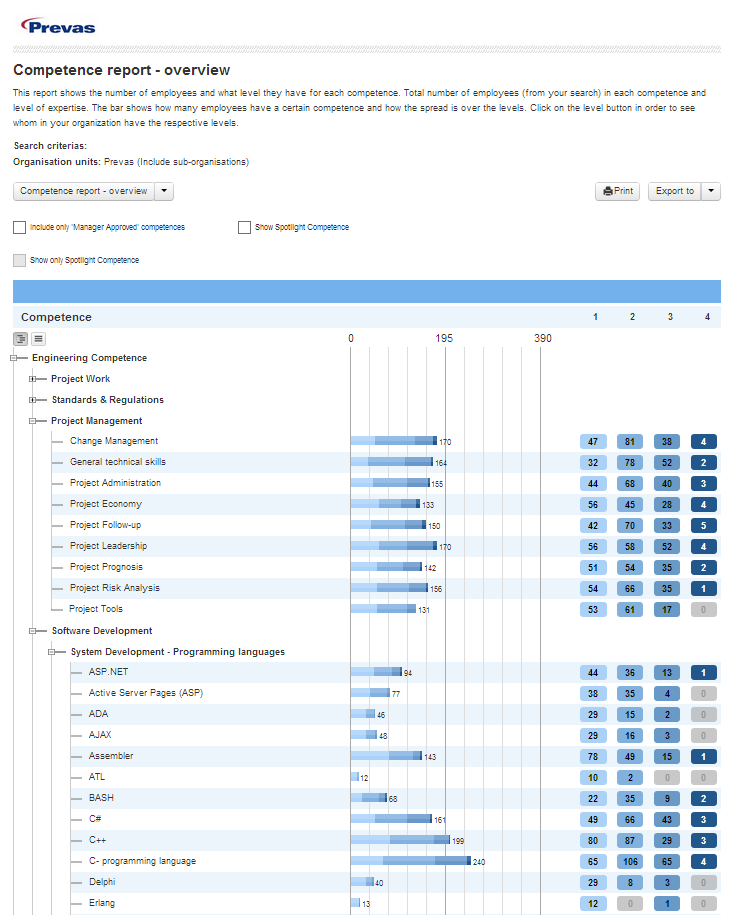 Prevas
Competence report - overview
This report shows the number of employees and what level they have for each competence. Total number of employees (from your search) in each competence and
level of expertise. The bar shows how many employees have a certain competence and how the spread is over the levels. Click on the level button in order to see
whom in your organization have the respective levels.
Search criterias:
Organisation units: Prevas (Include sub-organisations)
Competence report - overview Print Export to
Include only 'Manager Approved' competences Show Spotlight Competence
Show only Spotlight Competence
Competence 1 2 3 4
0 195 390
Engineering Competence
Project Work
Standards & Regulations
Project Management
Change Management 170 47 81 38 4
General technical skills 164 32 78 52 2
Project Administration 155 44 68 40 3
Project Economy 133 56 45 28 4
Project Follow-up 150 42 70 33 5
Project Leadership 170 56 58 52 4
Project Prognosis 142 51 54 35 2
Project Risk Analysis 156 54 66 35 1
Project Tools 131 53 61 17 0
Software Development
System Development - Programming languages
ASP.NET 94 44 36 13 1
Active Server Pages (ASP) 77 38 35 4 0
ADA 46 29 15 2 0
AJAX 48 29 16 3 0
Assembler 143 78 49 15 1
ATL 12 10 2 0 0
BASH 68 22 35 9 2
C# 161 49 66 43 3
C++ 199 80 87 29 3
C- programming language 240 65 106 65 4
Delphi 40 29 8 3 0
Erlang 13 12 0 1 0